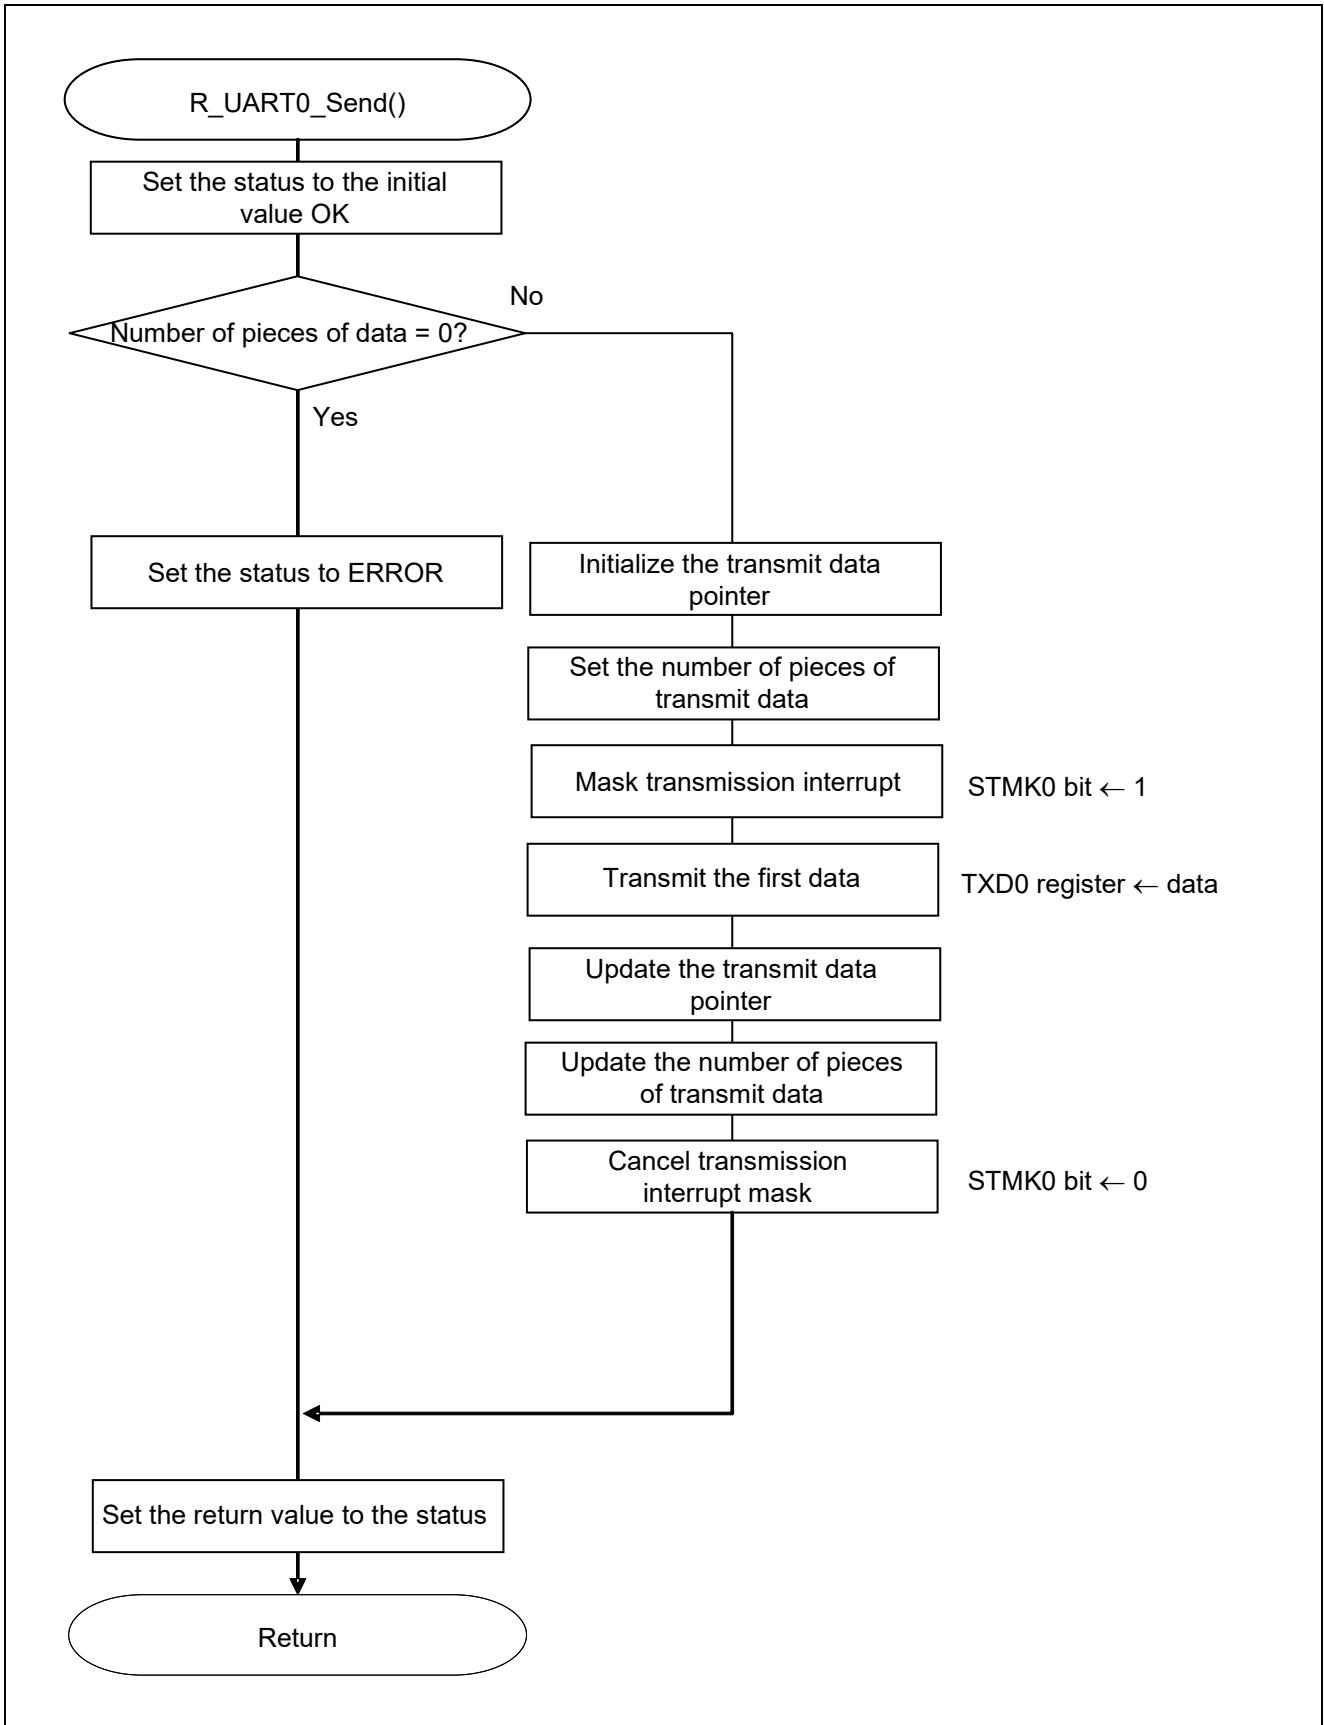 R_UART0_Send()
Set the status to the initial
value OK
No
Number of pieces of data = 0?
Yes
Set the status to ERROR
Initialize the transmit data
pointer
Set the number of pieces of
transmit data
Mask transmission interrupt
STMK0 bit ← 1
Transmit the first data
TXD0 register ← data
Update the transmit data
pointer
Update the number of pieces
of transmit data
Cancel transmission
interrupt mask
STMK0 bit ← 0
Set the return value to the status
Return